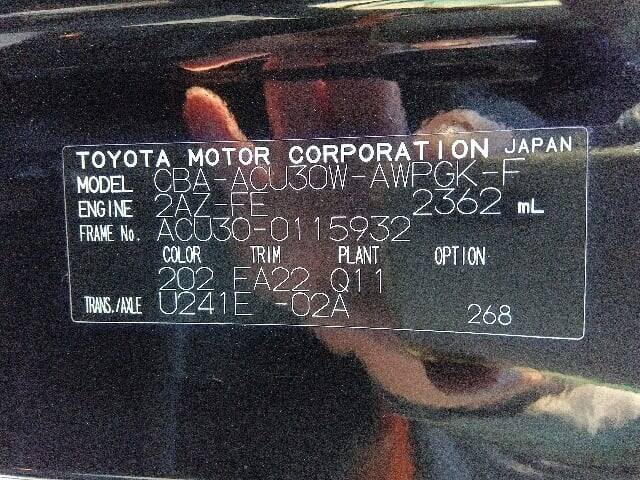 TOYOTA MOTOR CORPORATION JAPAN
MODEL CBA-ACU30W-AWPGK-F
ENGINE 2AZ-FE 2362 mL
FRAME No. ACU30-0115932
COLOR TRIM PLANT OPTION
202 FA22 Q11
TRANS./AXLE U241E -02A 268